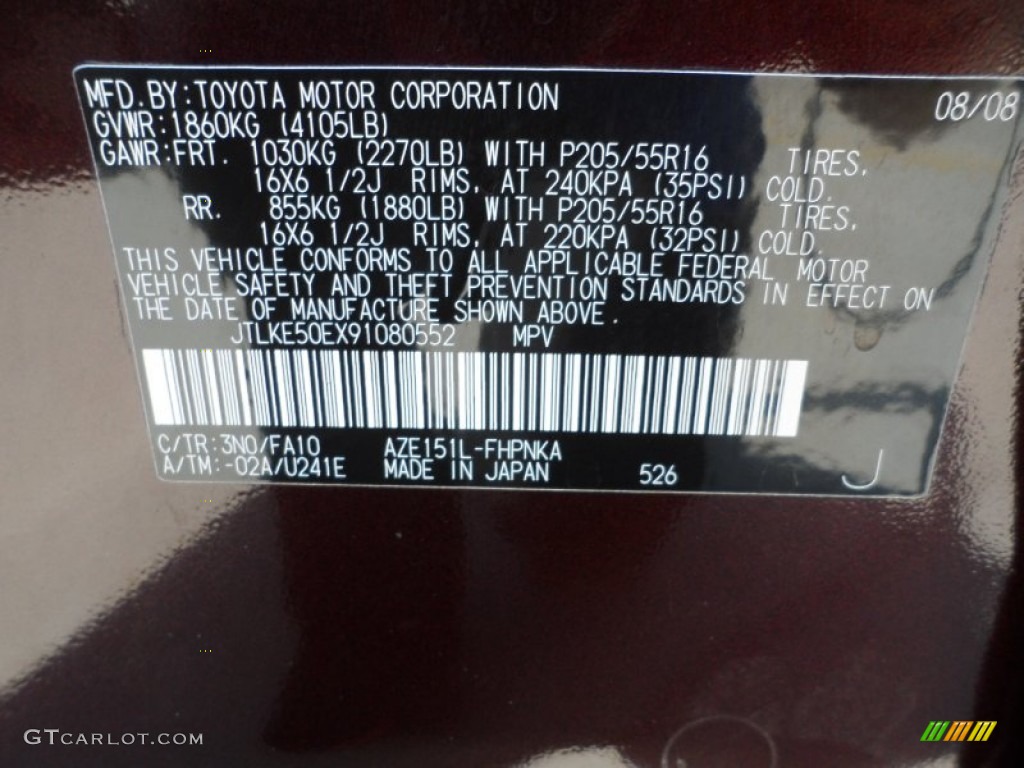 MFD.BY:TOYOTA MOTOR CORPORATION 08/08
GVWR:1860KG (4105LB)
GAWR:FRT. 1030KG (2270LB) WITH P205/55R16 TIRES,
16X6 1/2J RIMS, AT 240KPA (35PSI) COLD.
RR. 855KG (1880LB) WITH P205/55R16 TIRES,
16X6 1/2J RIMS, AT 220KPA (32PSI) COLD.
THIS VEHICLE CONFORMS TO ALL APPLICABLE FEDERAL MOTOR
VEHICLE SAFETY AND THEFT PREVENTION STANDARDS IN EFFECT ON
THE DATE OF MANUFACTURE SHOWN ABOVE.
JTLKE50EX91080552 MPV
C/TR:3N0/FA10 AZE151L-FHPNKA
A/TM:-02A/U241E MADE IN JAPAN 526 J
GTCARLOT.COM